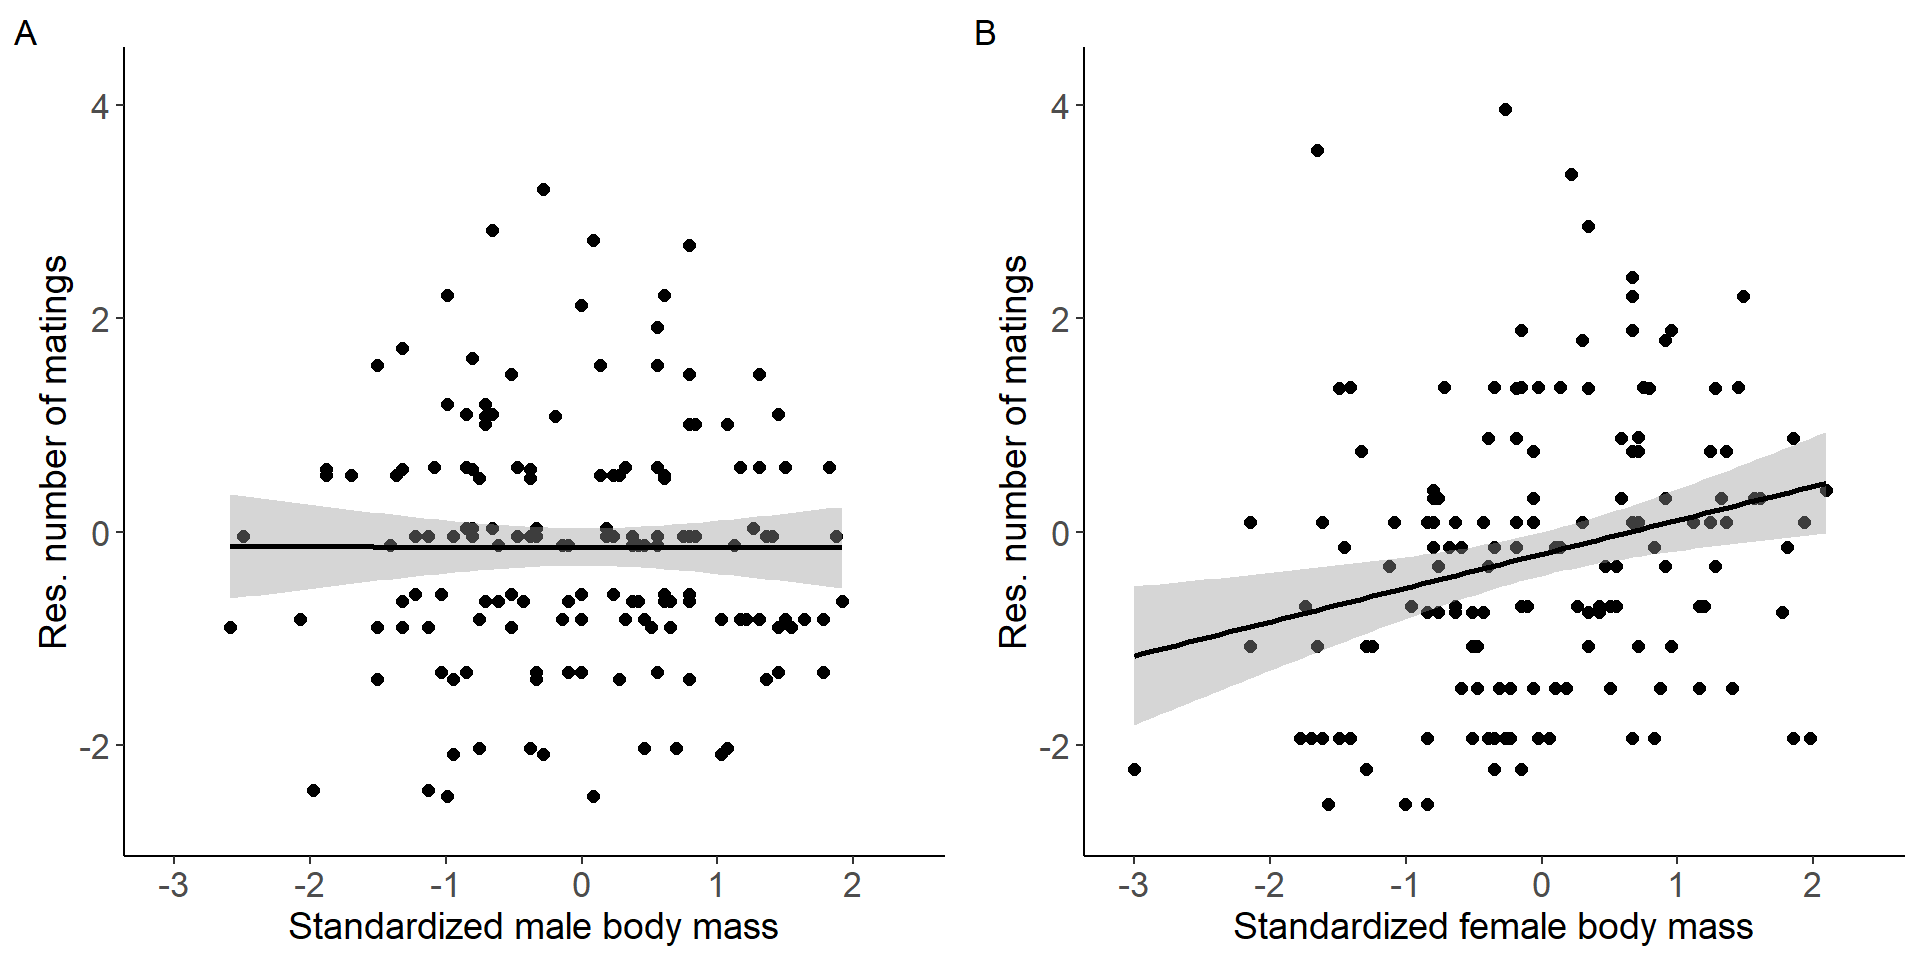 A
Res. number of matings
4
2
0
-2
-3 -2 -1 0 1 2
Standardized male body mass
B
Res. number of matings
4
2
0
-2
-3 -2 -1 0 1 2
Standardized female body mass